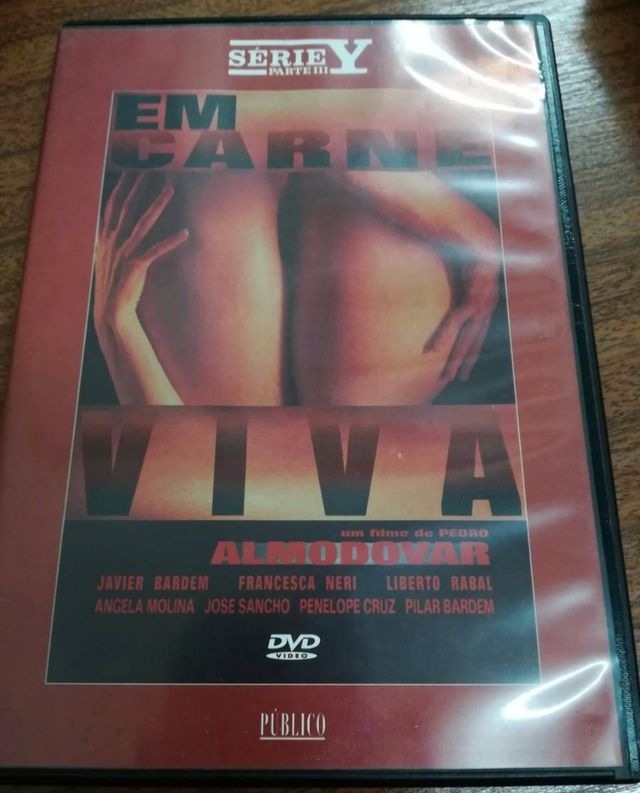 SÉRIE Y
PARTE III
EM
CARNE
VIVA
um filme de PEDRO
ALMODOVAR
JAVIER BARDEM FRANCESCA NERI LIBERTO RABAL
ANGELA MOLINA JOSE SANCHO PENELOPE CRUZ PILAR BARDEM
DVD
VIDEO
PÚBLICO